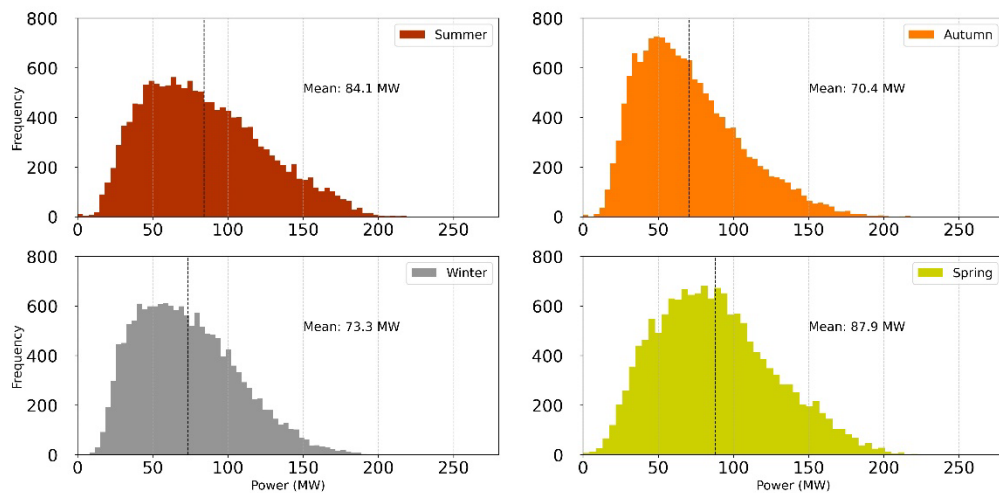 800
600
400
200
0
Frequency
Summer
Mean: 84.1 MW
0 50 100 150 200 250
800
600
400
200
0
Autumn
Mean: 70.4 MW
0 50 100 150 200 250
800
600
400
200
0
Frequency
Winter
Mean: 73.3 MW
0 50 100 150 200 250
Power (MW)
800
600
400
200
0
Spring
Mean: 87.9 MW
0 50 100 150 200 250
Power (MW)